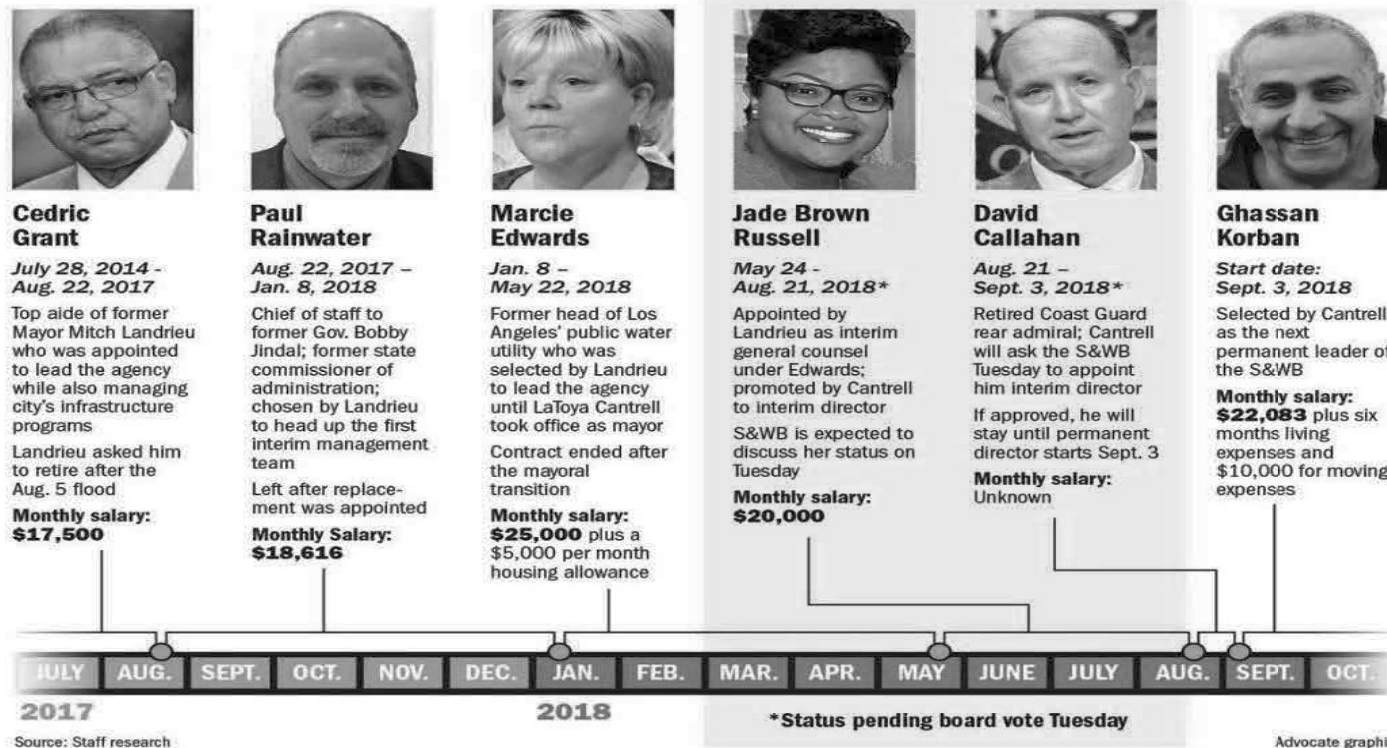 Cedric
Grant
July 28, 2014 -
Aug. 22, 2017
Top aide of former
Mayor Mitch Landrieu
who was appointed
to lead the agency
while also managing
city's infrastructure
programs
Landrieu asked him
to retire after the
Aug. 5 flood
Monthly salary:
$17,500
Paul
Rainwater
Aug. 22, 2017 –
Jan. 8, 2018
Chief of staff to
former Gov. Bobby
Jindal; former state
commissioner of
administration;
chosen by Landrieu
to head up the first
interim management
team
Left after replace-
ment was appointed
Monthly Salary:
$18,616
Marcie
Edwards
Jan. 8 –
May 22, 2018
Former head of Los
Angeles' public water
utility who was
selected by Landrieu
to lead the agency
until LaToya Cantrell
took office as mayor
Contract ended after
the mayoral
transition
Monthly salary:
$25,000 plus a
$5,000 per month
housing allowance
Jade Brown
Russell
May 24 -
Aug. 21, 2018*
Appointed by
Landrieu as interim
general counsel
under Edwards;
promoted by Cantrell
to interim director
S&WB is expected to
discuss her status on
Tuesday
Monthly salary:
$20,000
David
Callahan
Aug. 21 –
Sept. 3, 2018*
Retired Coast Guard
rear admiral; Cantrell
will ask the S&WB
Tuesday to appoint
him interim director
If approved, he will
stay until permanent
director starts Sept. 3
Monthly salary:
Unknown
Ghassan
Korban
Start date:
Sept. 3, 2018
Selected by Cantrell
as the next
permanent leader of
the S&WB
Monthly salary:
$22,083 plus six
months living
expenses and
$10,000 for moving
expenses
JULY AUG. SEPT. OCT. NOV. DEC. JAN. FEB. MAR. APR. MAY JUNE JULY AUG. SEPT. OCT.
2017 2018
*Status pending board vote Tuesday
Source: Staff research
Advocate graphi